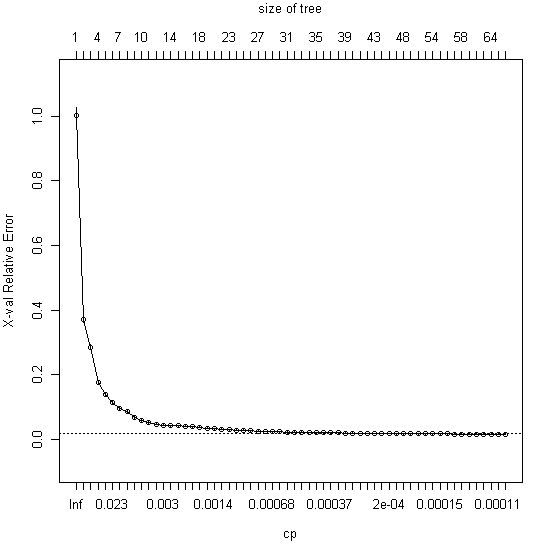 size of tree
1 4 7 10 14 18 23 27 31 35 39 43 48 54 58 64
X-val Relative Error
1.0
0.8
0.6
0.4
0.2
0.0
Inf 0.023 0.003 0.0014 0.00068 0.00037 2e-04 0.00015 0.00011
cp